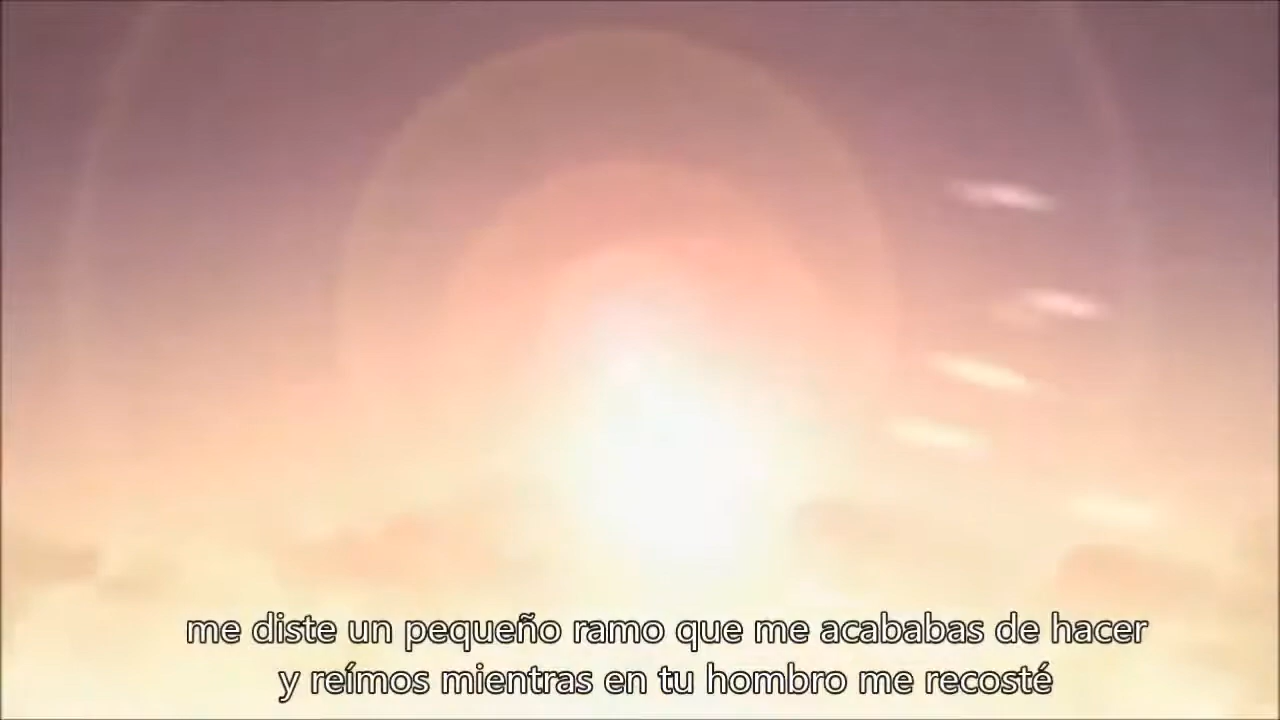 me diste un pequeño ramo que me acababas de hacer
y reímos mientras en tu hombro me recosté